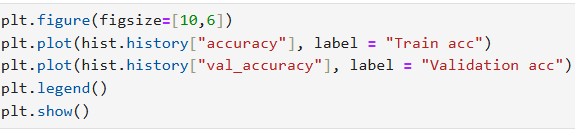 plt.figure(figsize=[10,6])
plt.plot(hist.history["accuracy"], label = "Train acc")
plt.plot(hist.history["val_accuracy"], label = "Validation acc")
plt.legend()
plt.show()